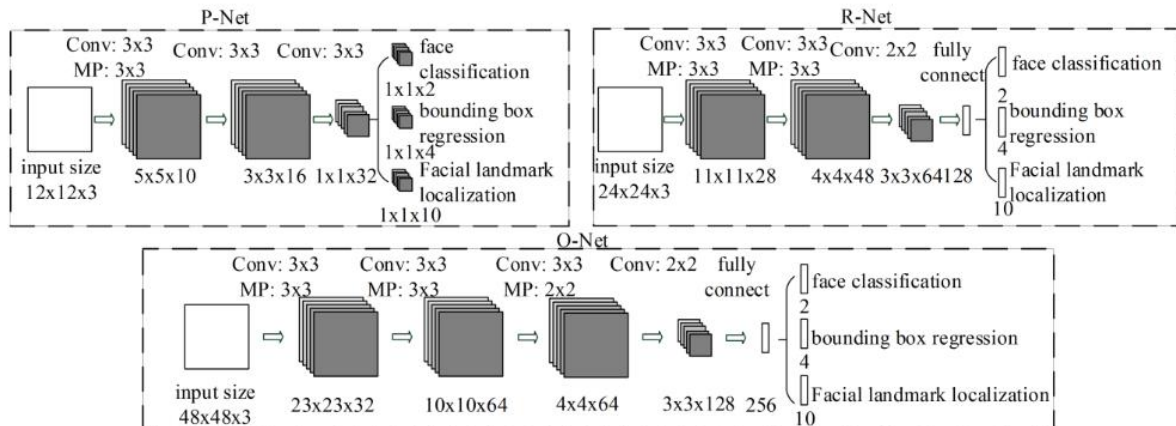 P-Net
Conv: 3x3 Conv: 3x3 Conv: 3x3
MP: 3x3
face
classification
1x1x2
bounding box
regression
1x1x4
Facial landmark
localization
1x1x10
input size
12x12x3
5x5x10
3x3x16
1x1x32
R-Net
Conv: 3x3 Conv: 3x3 Conv: 2x2 fully
MP: 3x3 MP: 3x3 connect
face classification
2
bounding box
regression
4
Facial landmark
localization
10
input size
24x24x3
11x11x28
4x4x48
3x3x64
128
O-Net
Conv: 3x3 Conv: 3x3 Conv: 3x3 Conv: 2x2 fully
MP: 3x3 MP: 3x3 MP: 2x2 connect
face classification
2
bounding box regression
4
Facial landmark localization
10
input size
48x48x3
23x23x32
10x10x64
4x4x64
3x3x128
256